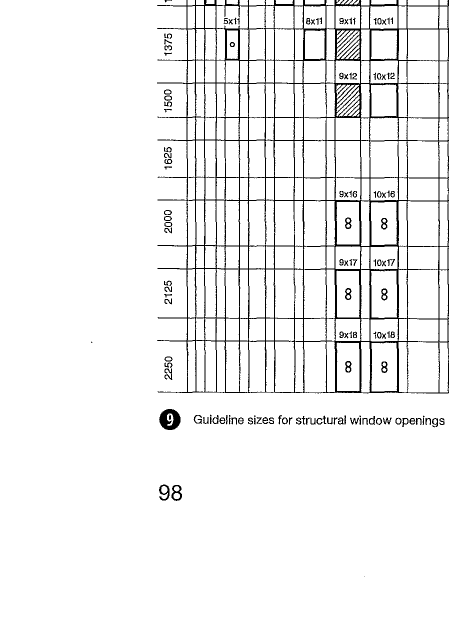 5x11 8x11 9x11 10x11
1375
9x12 10x12
1500
1625
9x16 10x16
2000 8 8
9x17 10x17
2125 8 8
9x18 10x18
2250 8 8
9 Guideline sizes for structural window openings
98